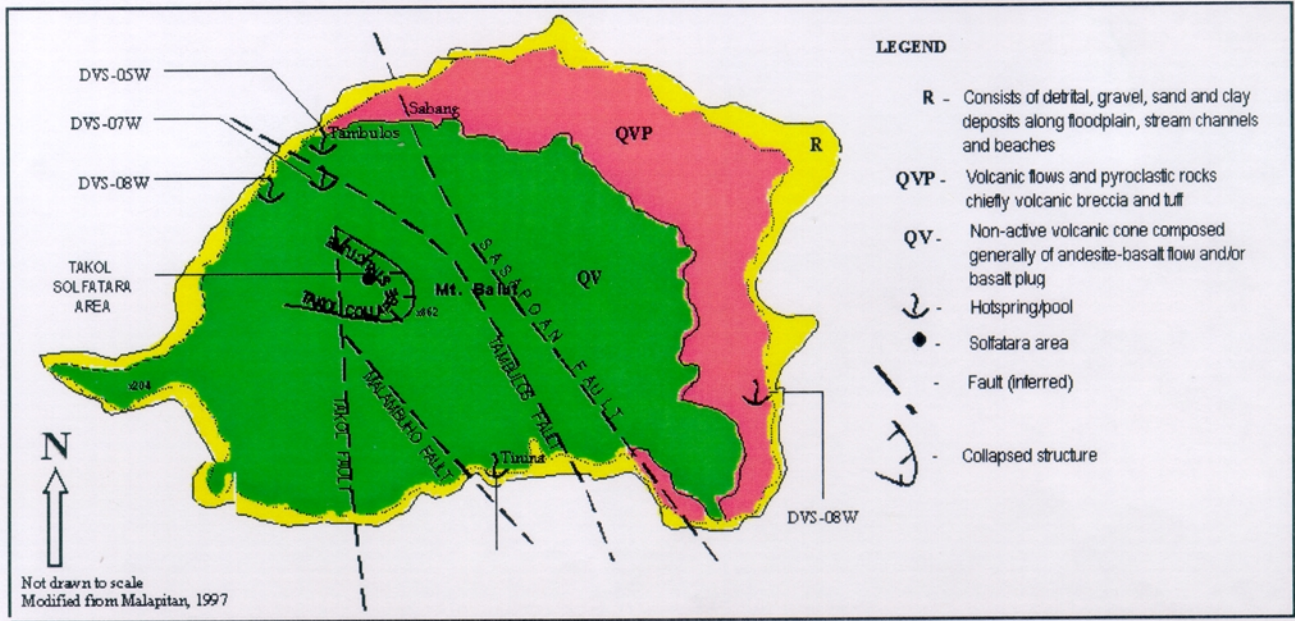 LEGEND
R - Consists of detrital, gravel, sand and clay
deposits along floodplain, stream channels
and beaches
QVP - Volcanic flows and pyroclastic rocks
chiefly volcanic breccia and tuff
QV - Non-active volcanic cone composed
generally of andesite-basalt flow and/or
basalt plug
- Hotspring/pool
- Solfatara area
- Fault (inferred)
- Collapsed structure
DVS-05W
DVS-07W
DVS-08W
TAKOL
SOLFATARA
AREA
Sabang
Tambulos
QVP
R
QV
SASAPOAN FAULT
Mt. Balut
TAKOL
x862
x204
TAMBULOS FAULT
MALAMBUHO FAULT
TAKOL FAULT
Tinina
DVS-08W
N
Not drawn to scale
Modified from Malapitan, 1997